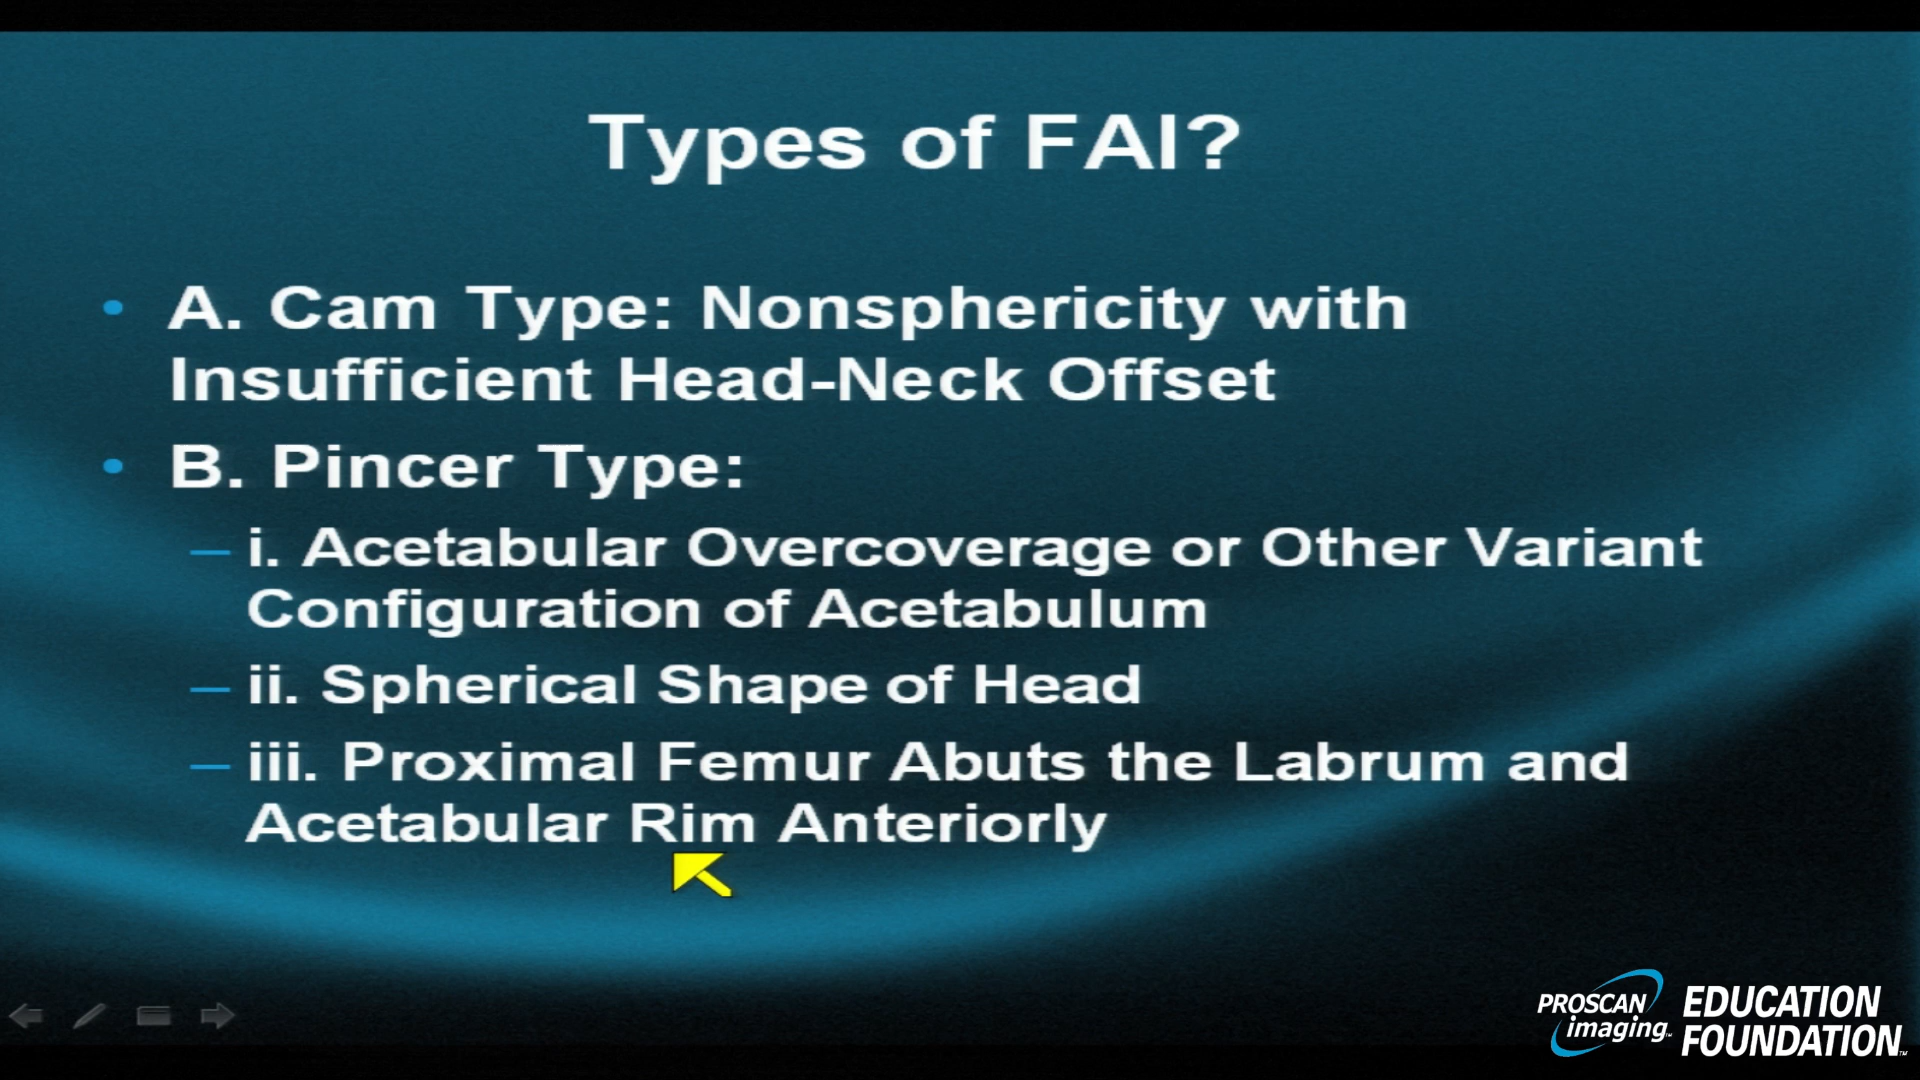 Types of FAI?
• A. Cam Type: Nonsphericity with
Insufficient Head-Neck Offset
• B. Pincer Type:
– i. Acetabular Overcoverage or Other Variant
Configuration of Acetabulum
– ii. Spherical Shape of Head
– iii. Proximal Femur Abuts the Labrum and
Acetabular Rim Anteriorly
PROSCAN
imaging™
EDUCATION
FOUNDATION™